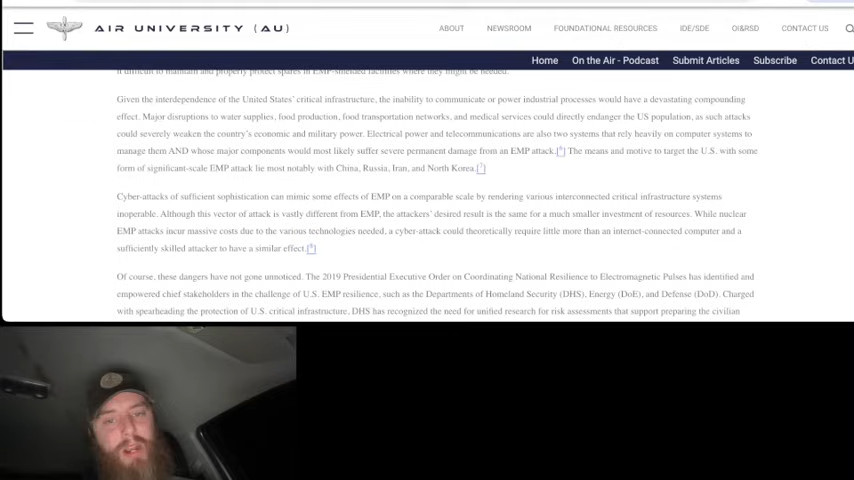 AIR UNIVERSITY (AU)
ABOUT NEWSROOM FOUNDATIONAL RESOURCES IDE/SDE OI&RSD CONTACT US
Home On the Air - Podcast Submit Articles Subscribe Contact U
it difficult to maintain and properly protect spares in EMP-shielded facilities where they might be needed.
Given the interdependence of the United States' critical infrastructure, the inability to communicate or power industrial processes would have a devastating compounding
effect. Major disruptions to water supplies, food production, food transportation networks, and medical services could directly endanger the US population, as such attacks
could severely weaken the country's economic and military power. Electrical power and telecommunications are also two systems that rely heavily on computer systems to
manage them AND whose major components would most likely suffer severe permanent damage from an EMP attack.[6] The means and motive to target the U.S. with some
form of significant-scale EMP attack lie most notably with China, Russia, Iran, and North Korea.[7]
Cyber-attacks of sufficient sophistication can mimic some effects of EMP on a comparable scale by rendering various interconnected critical infrastructure systems
inoperable. Although this vector of attack is vastly different from EMP, the attackers' desired result is the same for a much smaller investment of resources. While nuclear
EMP attacks incur massive costs due to the various technologies needed, a cyber-attack could theoretically require little more than an internet-connected computer and a
sufficiently skilled attacker to have a similar effect.[8]
Of course, these dangers have not gone unnoticed. The 2019 Presidential Executive Order on Coordinating National Resilience to Electromagnetic Pulses has identified and
empowered chief stakeholders in the challenge of U.S. EMP resilience, such as the Departments of Homeland Security (DHS), Energy (DoE), and Defense (DoD). Charged
with spearheading the protection of U.S. critical infrastructure, DHS has recognized the need for unified research for risk assessments that support preparing the civilian